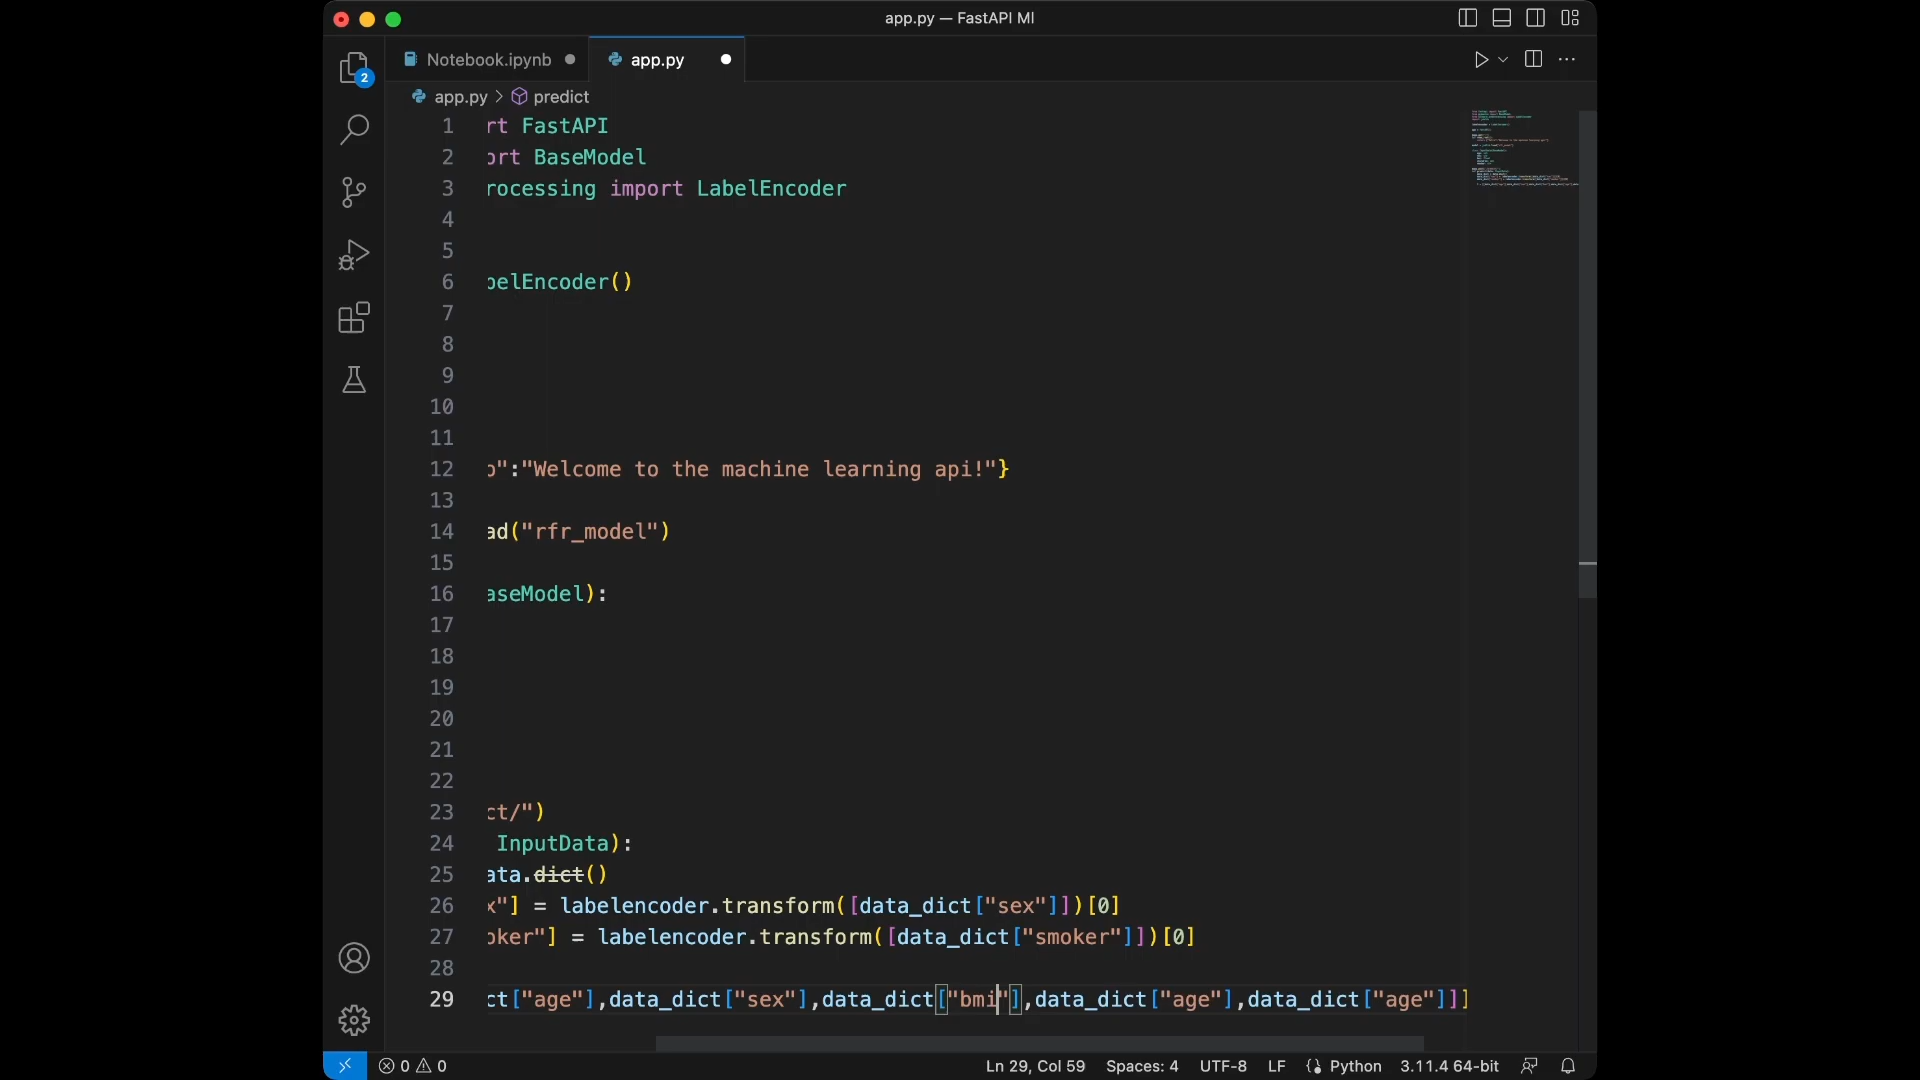 app.py — FastAPI MI
Notebook.ipynb
app.py
2
app.py > predict
1 rt FastAPI
2 ort BaseModel
3 rocessing import LabelEncoder
4
5
6 belEncoder()
7
8
9
10
11
12 o":"Welcome to the machine learning api!"}
13
14 ad("rfr_model")
15
16 aseModel):
17
18
19
20
21
22
23 ct/")
24 InputData):
25 ata.dict()
26 x"] = labelencoder.transform([data_dict["sex"]])[0]
27 oker"] = labelencoder.transform([data_dict["smoker"]])[0]
28
29 ct["age"],data_dict["sex"],data_dict["bmi"],data_dict["age"],data_dict["age"]]]
0 0 Ln 29, Col 59 Spaces: 4 UTF-8 LF Python 3.11.4 64-bit